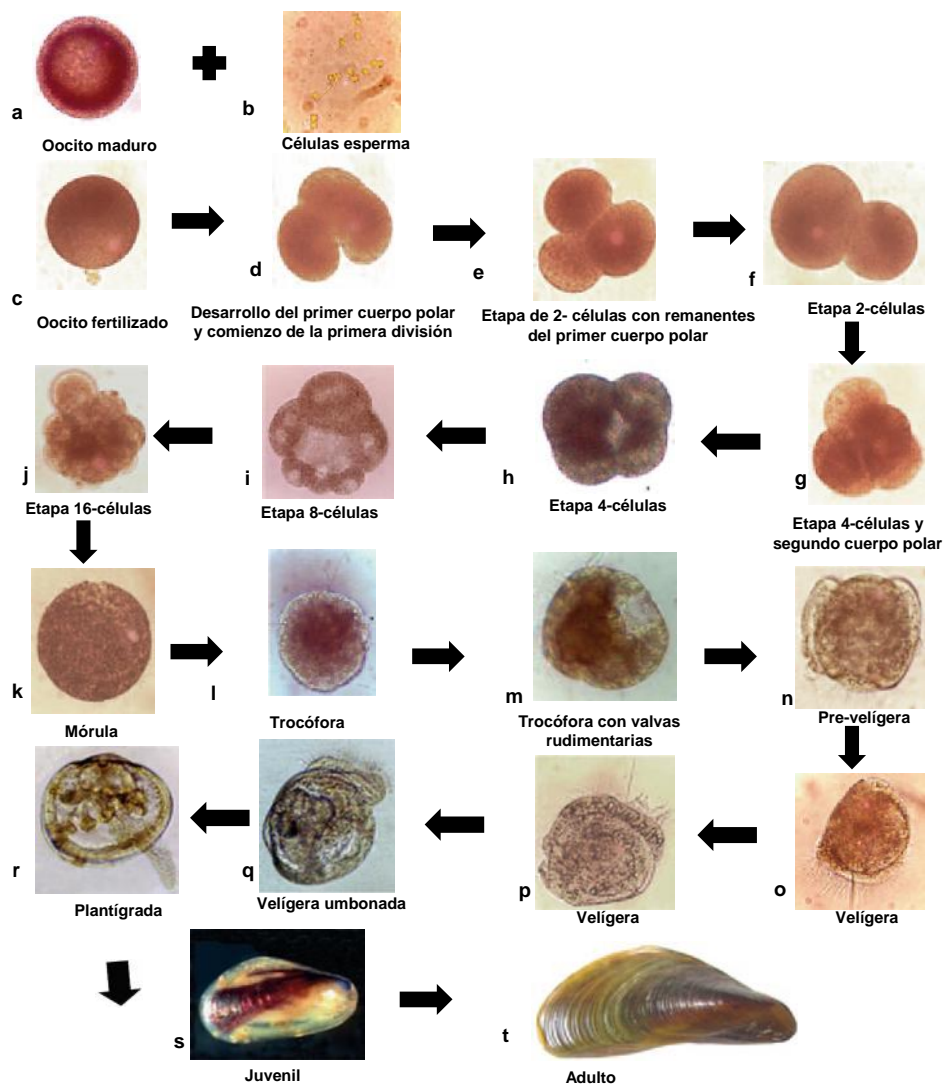 a
b
Oocito maduro
Células esperma
c
d
e
f
Oocito fertilizado
Desarrollo del primer cuerpo polar
y comienzo de la primera división
Etapa de 2- células con remanentes
del primer cuerpo polar
Etapa 2-células
j
i
h
g
Etapa 16-células
Etapa 8-células
Etapa 4-células
Etapa 4-células y
segundo cuerpo polar
k
l
m
n
Mórula
Trocófora
Trocófora con valvas
rudimentarias
Pre-velígera
r
q
p
o
Plantígrada
Velígera umbonada
Velígera
Velígera
s
t
Juvenil
Adulto